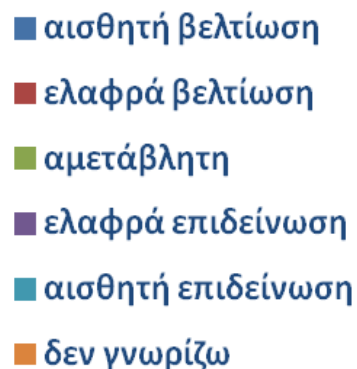 αισθητή βελτίωση
ελαφρά βελτίωση
αμετάβλητη
ελαφρά επιδείνωση
αισθητή επιδείνωση
δεν γνωρίζω